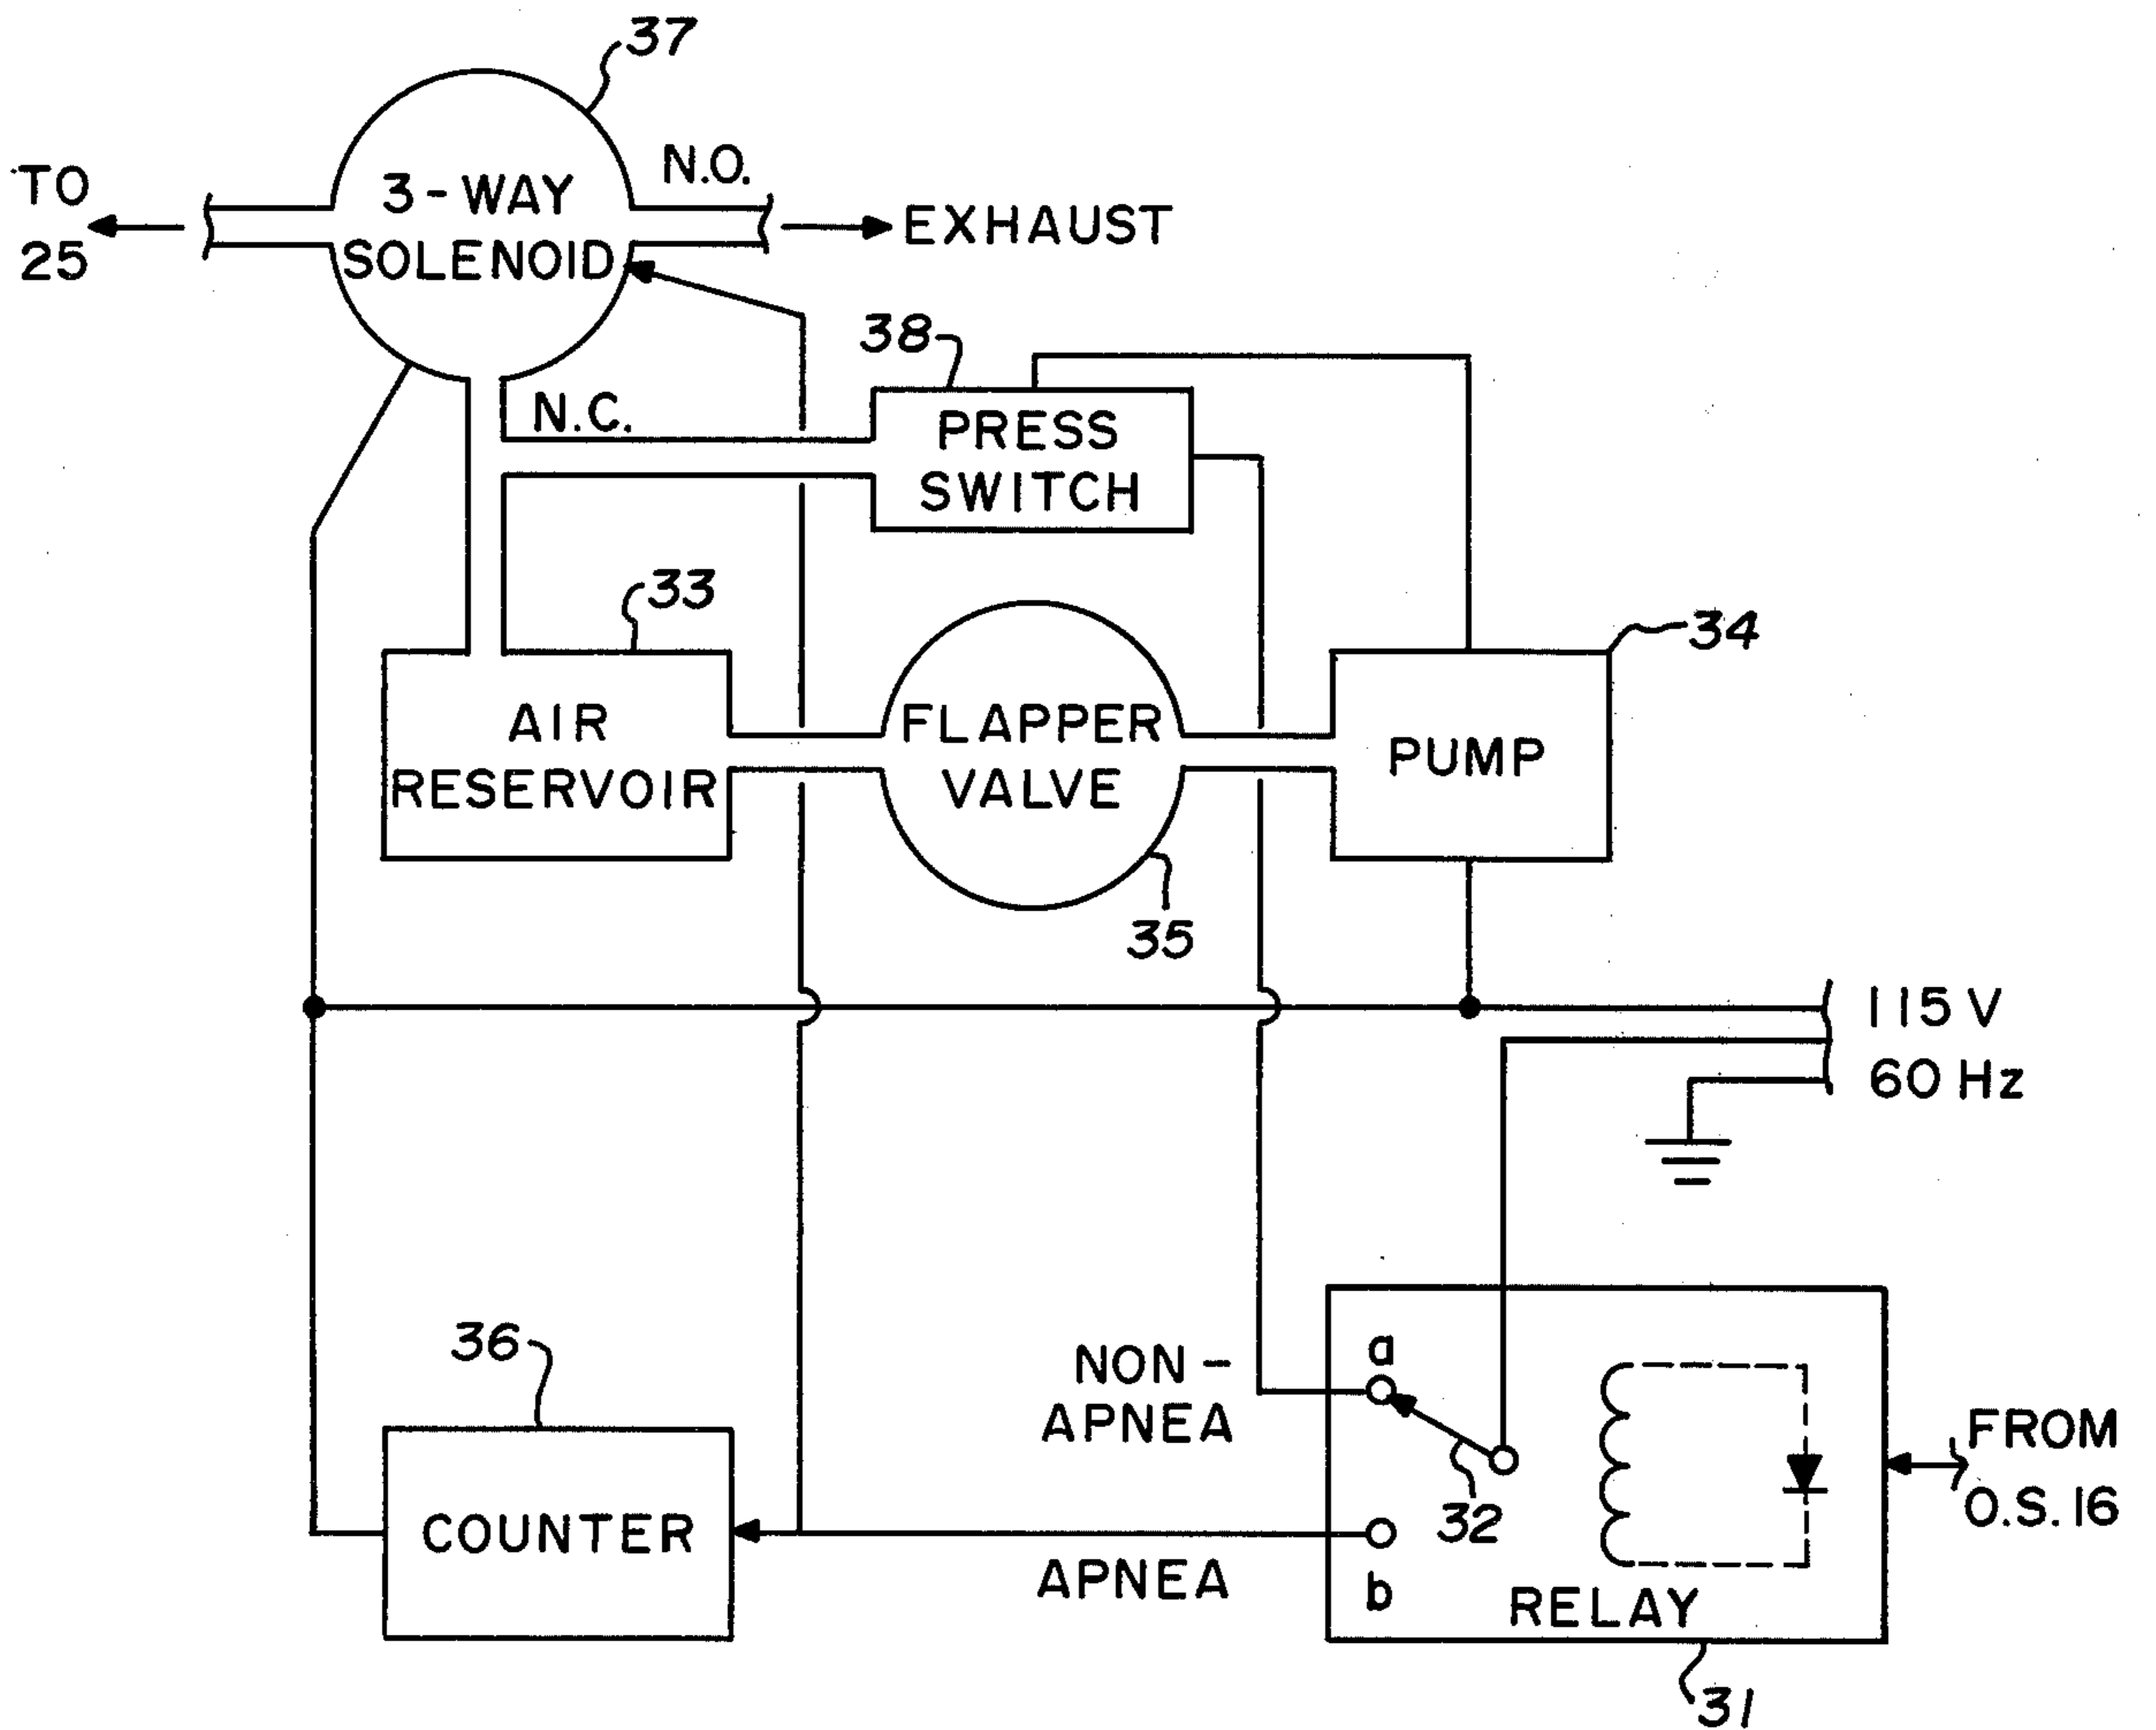 37
TO
25
3-WAY
SOLENOID
N.O.
EXHAUST
38
N.C.
PRESS
SWITCH
33
34
AIR
RESERVOIR
FLAPPER
VALVE
PUMP
35
115V
60 Hz
36
NON-
APNEA
a
32
FROM
O.S.16
COUNTER
APNEA
b
RELAY
31